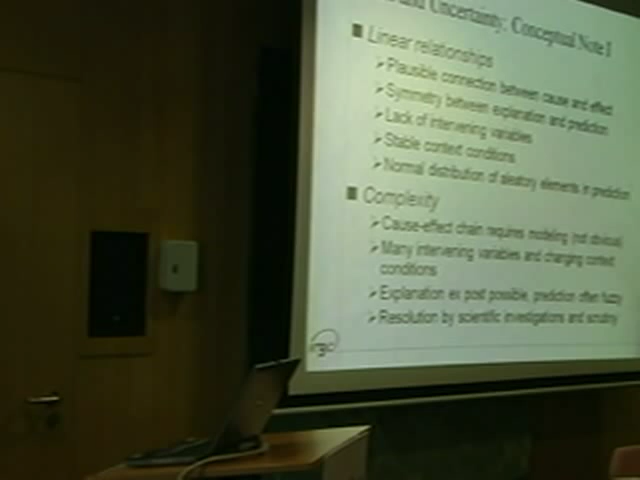 and Uncertainty: Conceptual Note I
Linear relationships
Plausible connection between cause and effect
Symmetry between explanation and prediction
Lack of intervening variables
Stable context conditions
Normal distribution of aleatory elements in prediction
Complexity
Cause-effect chain requires modeling (not obvious)
Many intervening variables and changing context
conditions
Explanation ex post possible, prediction often fuzzy
Resolution by scientific investigations and scrutiny
irgc